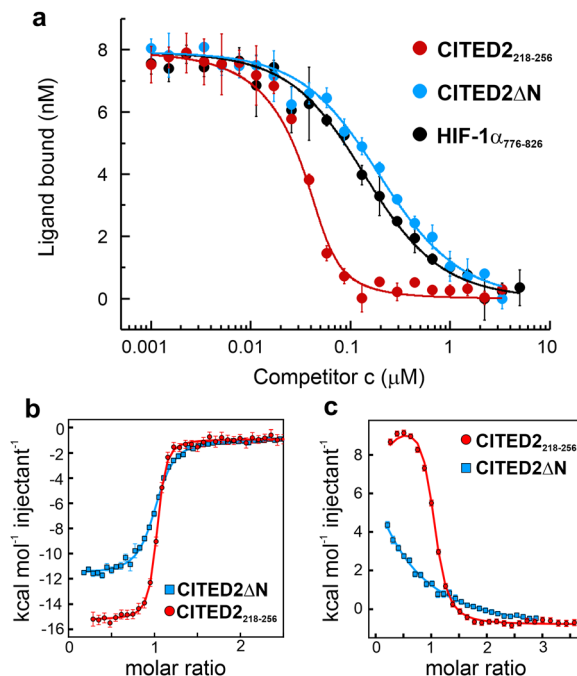 a
CITED2218-256
CITED2ΔN
HIF-1α776-826
Ligand bound (nM)
8
6
4
2
0
0.001
0.01
0.1
1
10
Competitor c (μM)
b
kcal mol-1 injectant-1
0
-2
-4
-6
-8
-10
-12
-14
-16
CITED2ΔN
CITED2218-256
0
1
2
molar ratio
c
kcal mol-1 injectant-1
8
6
4
2
0
CITED2218-256
CITED2ΔN
0
1
2
3
molar ratio